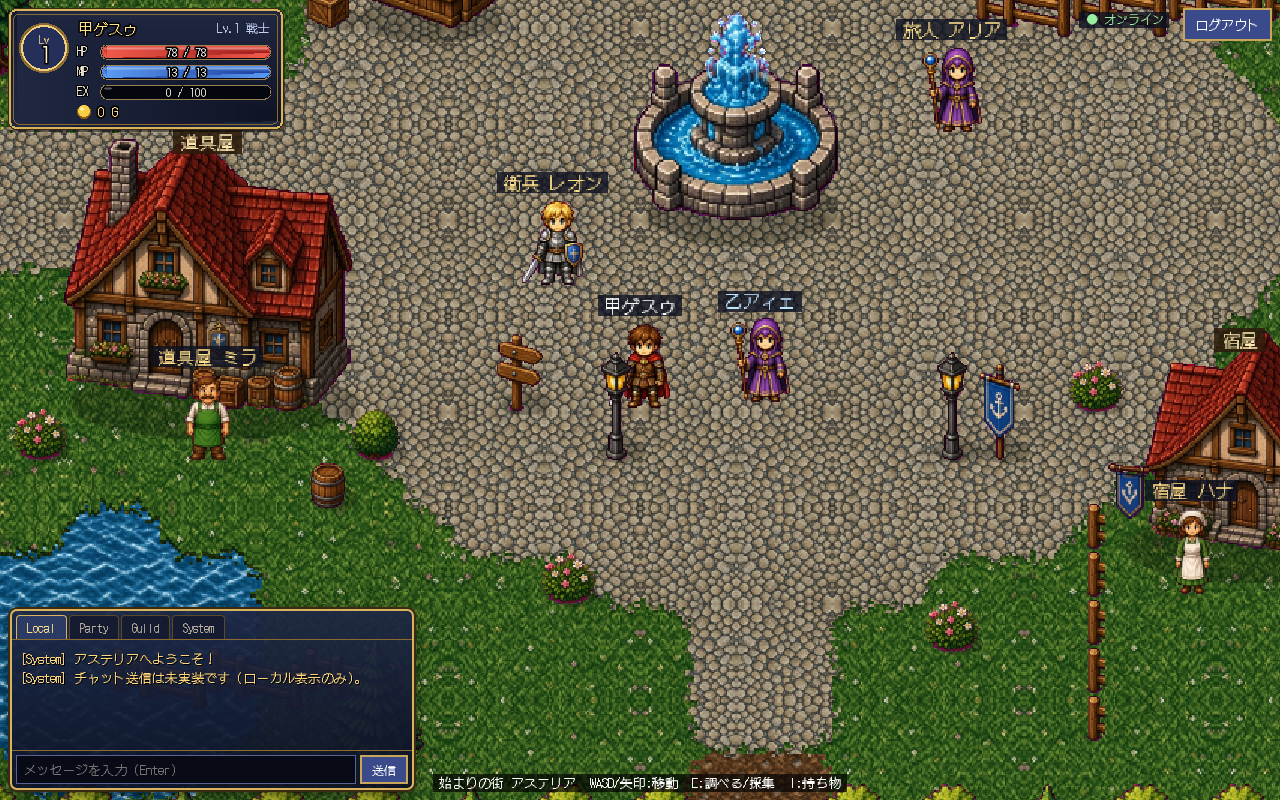 甲ゲスゥ
Lv.1 戦士
Lv
1
HP
78 / 78
MP
13 / 13
EX
0 / 100
0 G
旅人 アリア
オンライン
ログアウト
道具屋
衛兵 レオン
甲ゲスゥ
乙アィエ
宿屋
道具屋 ミラ
宿屋 ハナ
Local
Party
Guild
System
[System] アステリアへようこそ！
[System] チャット送信は未実装です（ローカル表示のみ）。
メッセージを入力（Enter）
送信
始まりの街 アステリア WASD/矢印:移動 E:調べる/採集 I:持ち物